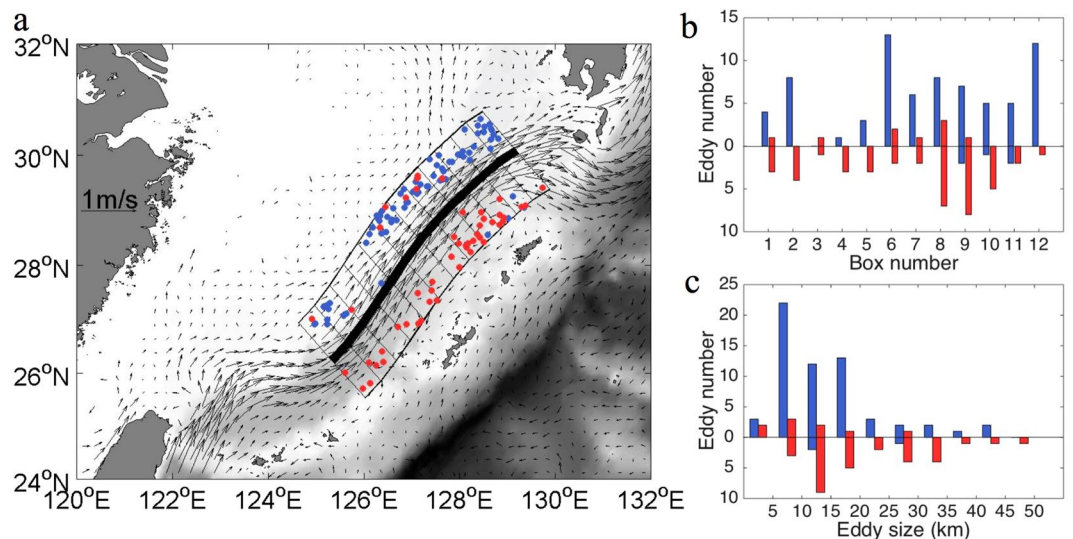 a
32°N
30°N
28°N
26°N
24°N
1m/s
120°E 122°E 124°E 126°E 128°E 130°E 132°E
b
Eddy number
15
10
5
0
5
10
1 2 3 4 5 6 7 8 9 10 11 12
Box number
c
Eddy number
25
20
15
10
5
0
5
10
5 10 15 20 25 30 35 40 45 50
Eddy size (km)